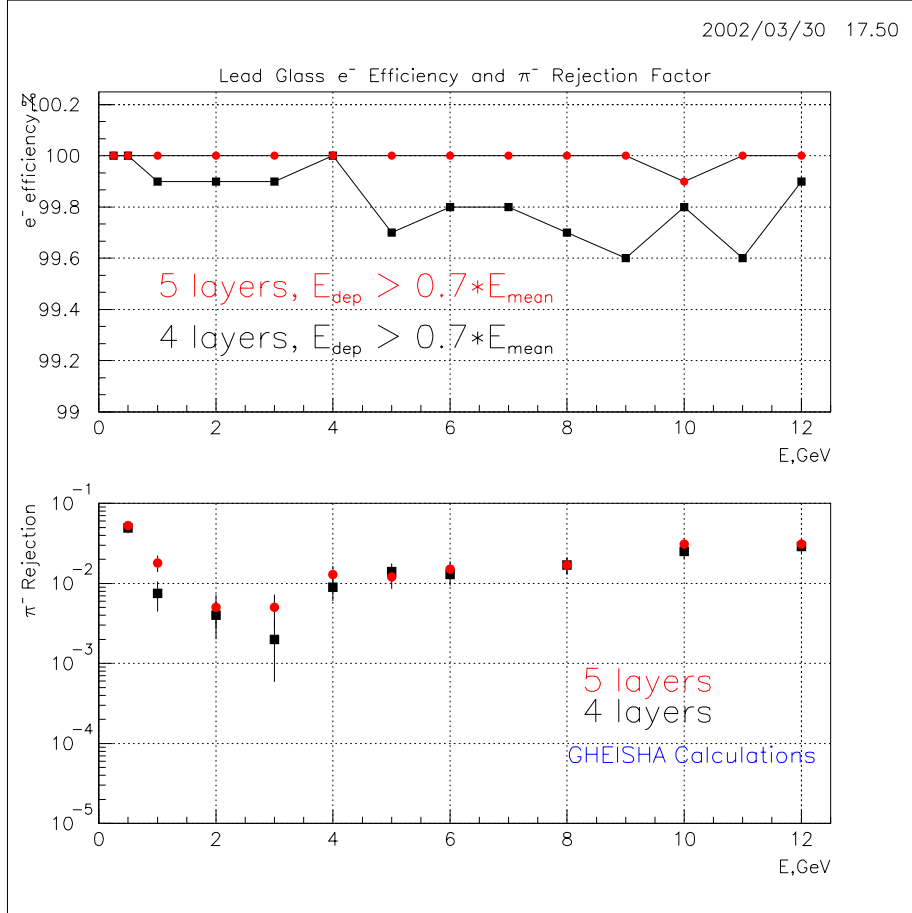 2002/03/30 17.50
Lead Glass e⁻ Efficiency and π⁻ Rejection Factor
e⁻ efficiency,%
100.2
100
99.8
99.6
99.4
99.2
99
5 layers, E_dep > 0.7*E_mean
4 layers, E_dep > 0.7*E_mean
0 2 4 6 8 10 12
E,GeV
π⁻ Rejection
10⁻¹
10⁻²
10⁻³
10⁻⁴
10⁻⁵
5 layers
4 layers
GHEISHA Calculations
0 2 4 6 8 10 12
E,GeV